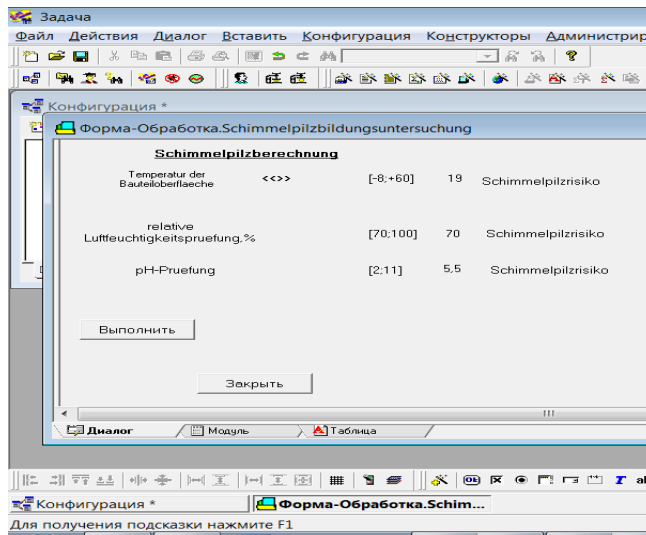 Задача
Файл Действия Диалог Вставить Конфигурация Конструкторы Администрир
Конфигурация *
Форма-Обработка.Schimmelpilzbildungsuntersuchung
Schimmelpilzberechnung
Temperatur der
Bauteiloberflaeche <<>> [-8;+60] 19 Schimmelpilzrisiko
relative
Luftfeuchtigkeitspruefung,% [70;100] 70 Schimmelpilzrisiko
pH-Pruefung [2;11] 5,5 Schimmelpilzrisiko
Выполнить
Закрыть
Диалог Модуль Таблица
Конфигурация * Форма-Обработка.Schim...
Для получения подсказки нажмите F1